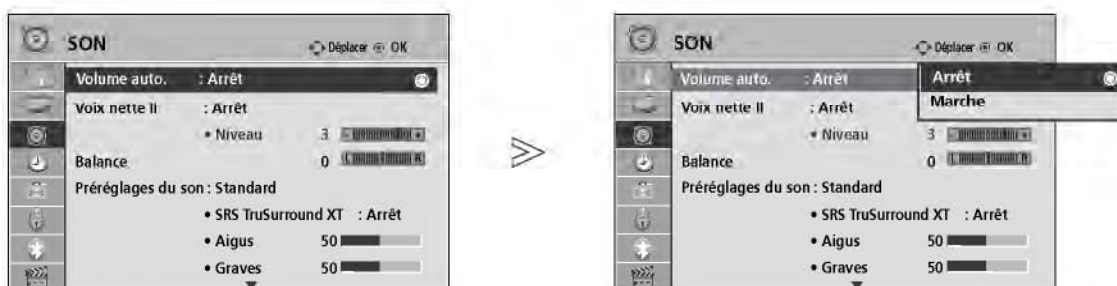 SON
Déplacer OK
Volume auto. : Arrêt
Voix nette II : Arrêt
• Niveau 3 - +
Balance 0 L R
Préréglages du son : Standard
• SRS TruSurround XT : Arrêt
• Aigus 50
• Graves 50
SON
Déplacer OK
Volume auto. : Arrêt
Arrêt
Marche
Voix nette II : Arrêt
• Niveau 3 - +
Balance 0 L R
Préréglages du son : Standard
• SRS TruSurround XT : Arrêt
• Aigus 50
• Graves 50